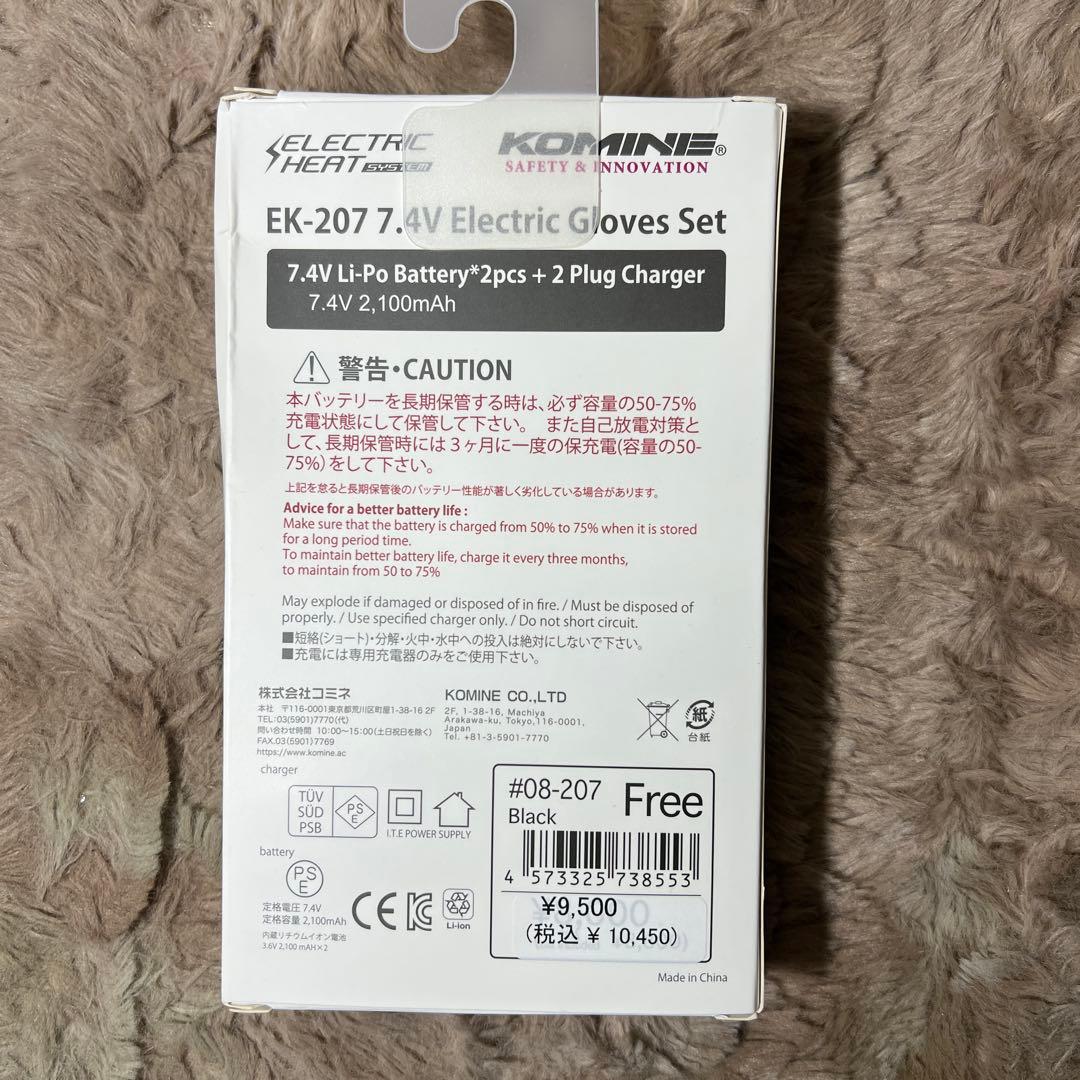 ELECTRIC HEAT SYSTEM
KOMINE®
SAFETY & INNOVATION
EK-207 7.4V Electric Gloves Set
7.4V Li-Po Battery*2pcs + 2 Plug Charger
7.4V 2,100mAh
警告・CAUTION
本バッテリーを長期保管する時は、必ず容量の50-75%
充電状態にして保管して下さい。 また自己放電対策と
して、長期保管時には３ヶ月に一度の保充電(容量の50-
75%)をして下さい。
上記を怠ると長期保管後のバッテリー性能が著しく劣化している場合があります。
Advice for a better battery life :
Make sure that the battery is charged from 50% to 75% when it is stored
for a long period time.
To maintain better battery life, charge it every three months,
to maintain from 50 to 75%
May explode if damaged or disposed of in fire. / Must be disposed of
properly. / Use specified charger only. / Do not short circuit.
■短絡(ショート)・分解・火中・水中への投入は絶対にしないで下さい。
■充電には専用充電器のみをご使用下さい。
株式会社コミネ
本社 〒116-0001東京都荒川区町屋1-38-16 2F
TEL:03(5901)7770(代)
問い合わせ時間 10:00~15:00(土日祝日を除く)
FAX.03(5901)7769
https://www.komine.ac
KOMINE CO.,LTD
2F, 1-38-16, Machiya
Arakawa-ku, Tokyo,116-0001,
Japan
Tel. +81-3-5901-7770
紙
台紙
charger
TÜV
SÜD
PSB
PS
E
I.T.E POWER SUPPLY
battery
PS
E
定格電圧 7.4V
定格容量 2,100mAh
内蔵リチウムイオン電池
3.6V 2,100 mAH×2
CE
Li-ion
#08-207
Black
Free
4 573325 738553
¥9,500
(税込 ¥ 10,450)
Made in China